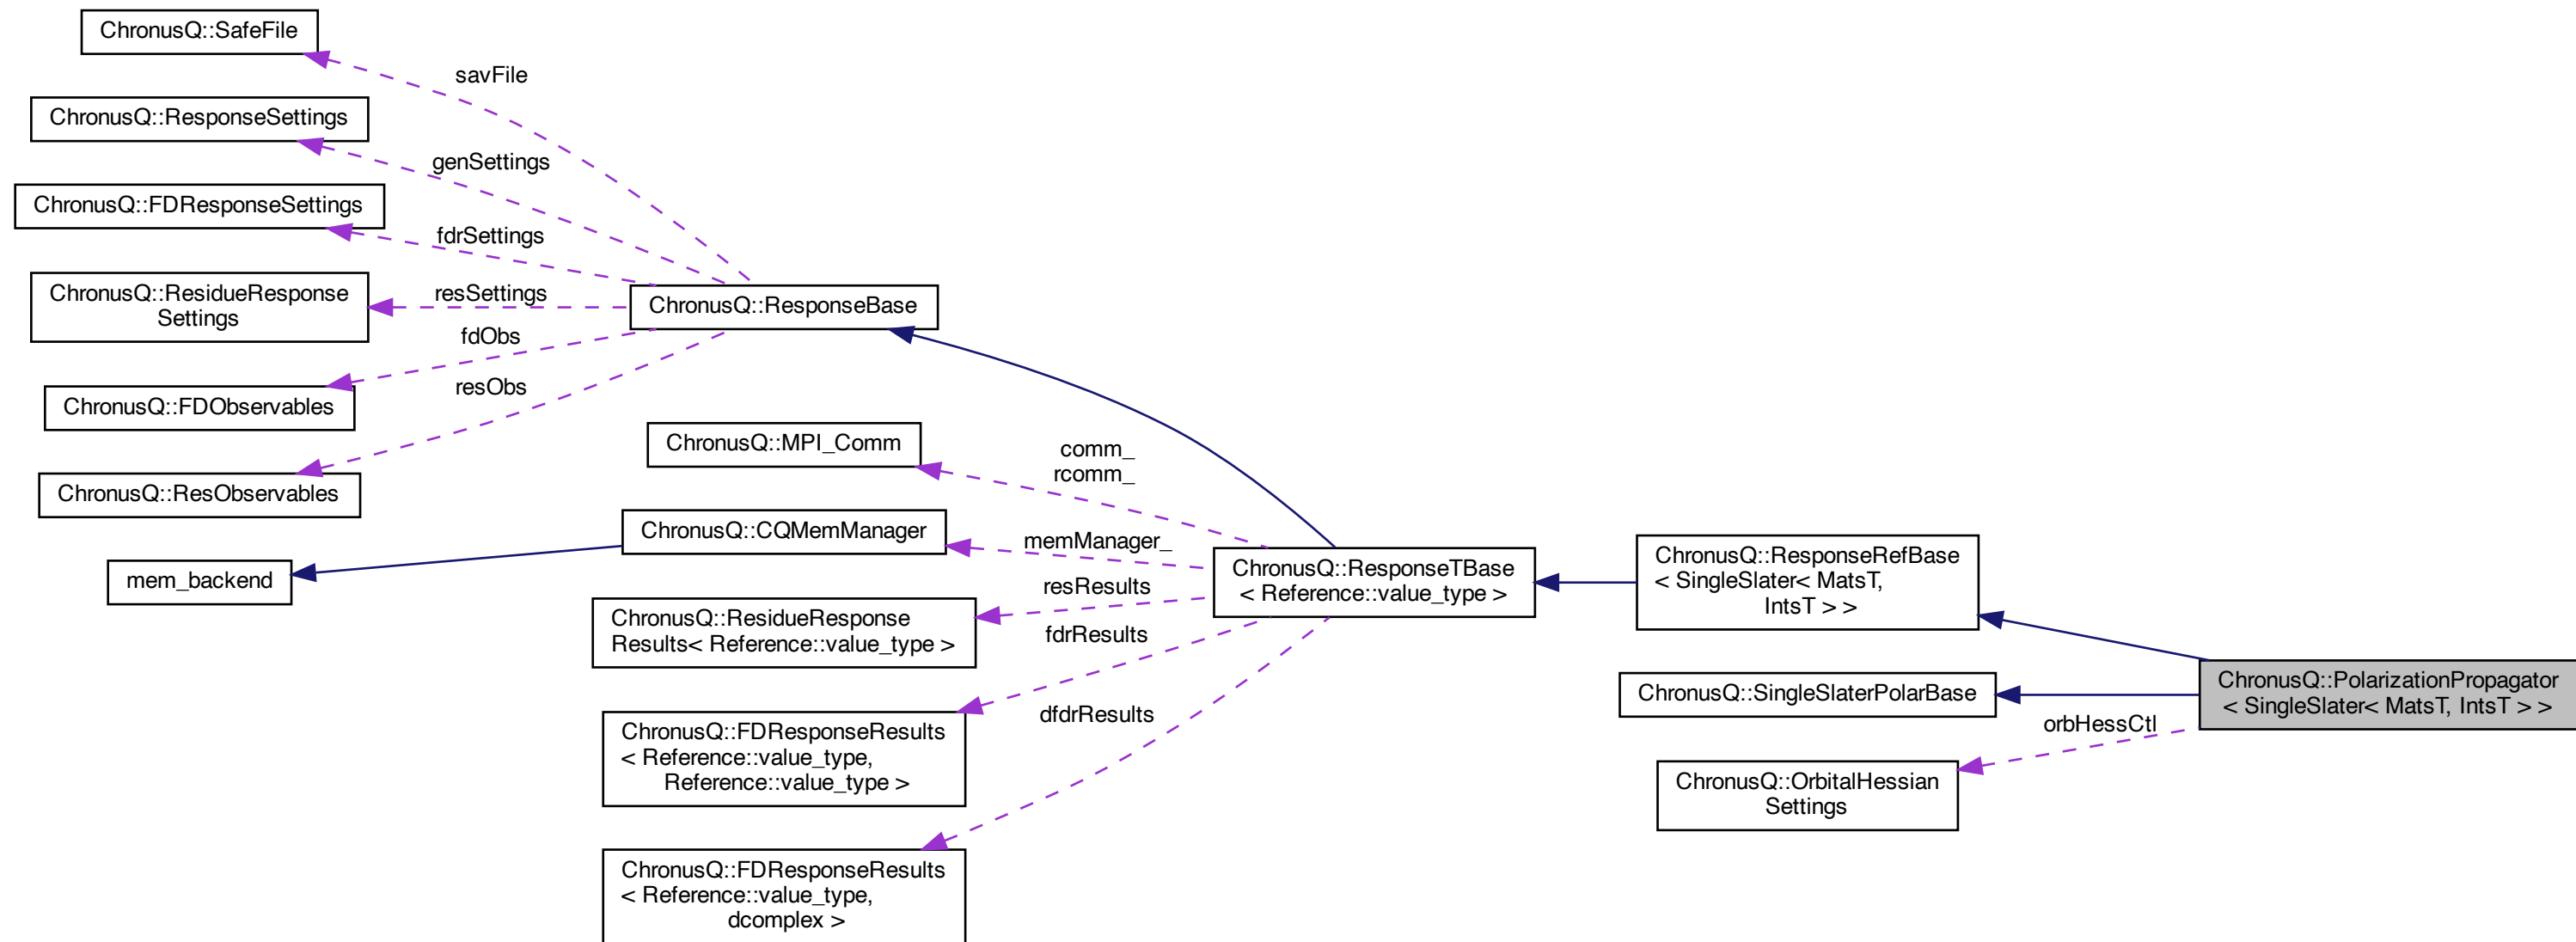 ChronusQ::SafeFile
savFile
ChronusQ::ResponseSettings
genSettings
ChronusQ::FDResponseSettings
fdrSettings
ChronusQ::ResidueResponse
Settings
resSettings
ChronusQ::ResponseBase
fdObs
ChronusQ::FDObservables
resObs
ChronusQ::ResObservables
ChronusQ::MPI_Comm
comm_
rcomm_
ChronusQ::CQMemManager
memManager_
mem_backend
ChronusQ::ResponseTBase
< Reference::value_type >
ChronusQ::ResponseRefBase
< SingleSlater< MatsT,
IntsT > >
resResults
ChronusQ::ResidueResponse
Results< Reference::value_type >
fdrResults
ChronusQ::SingleSlaterPolarBase
ChronusQ::PolarizationPropagator
< SingleSlater< MatsT, IntsT > >
dfdrResults
orbHessCtl
ChronusQ::FDResponseResults
< Reference::value_type,
Reference::value_type >
ChronusQ::OrbitalHessian
Settings
ChronusQ::FDResponseResults
< Reference::value_type,
dcomplex >